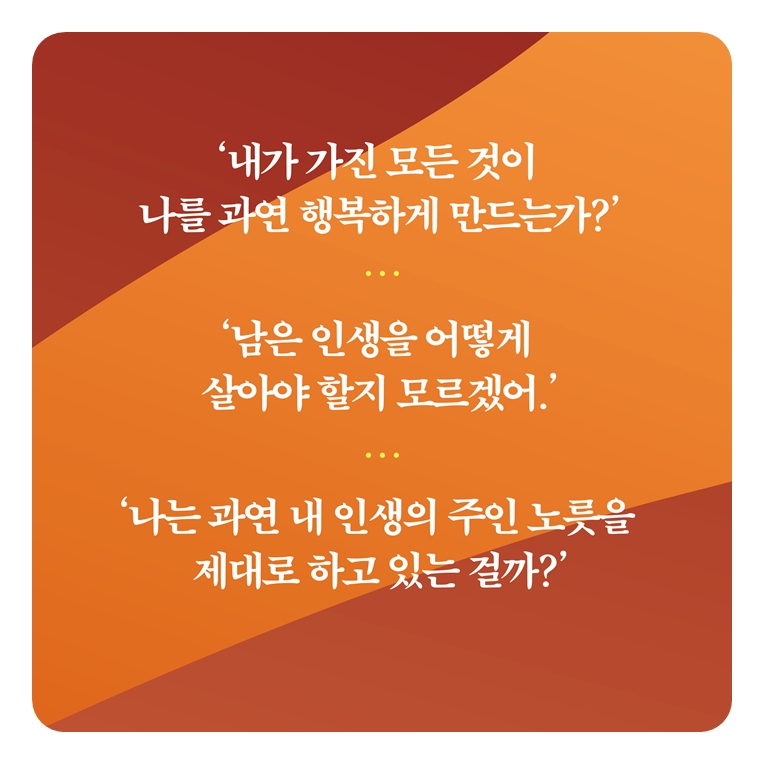 ‘내가 가진 모든 것이
나를 과연 행복하게 만드는가?’
...
‘남은 인생을 어떻게
살아야 할지 모르겠어.’
...
‘나는 과연 내 인생의 주인 노릇을
제대로 하고 있는 걸까?’